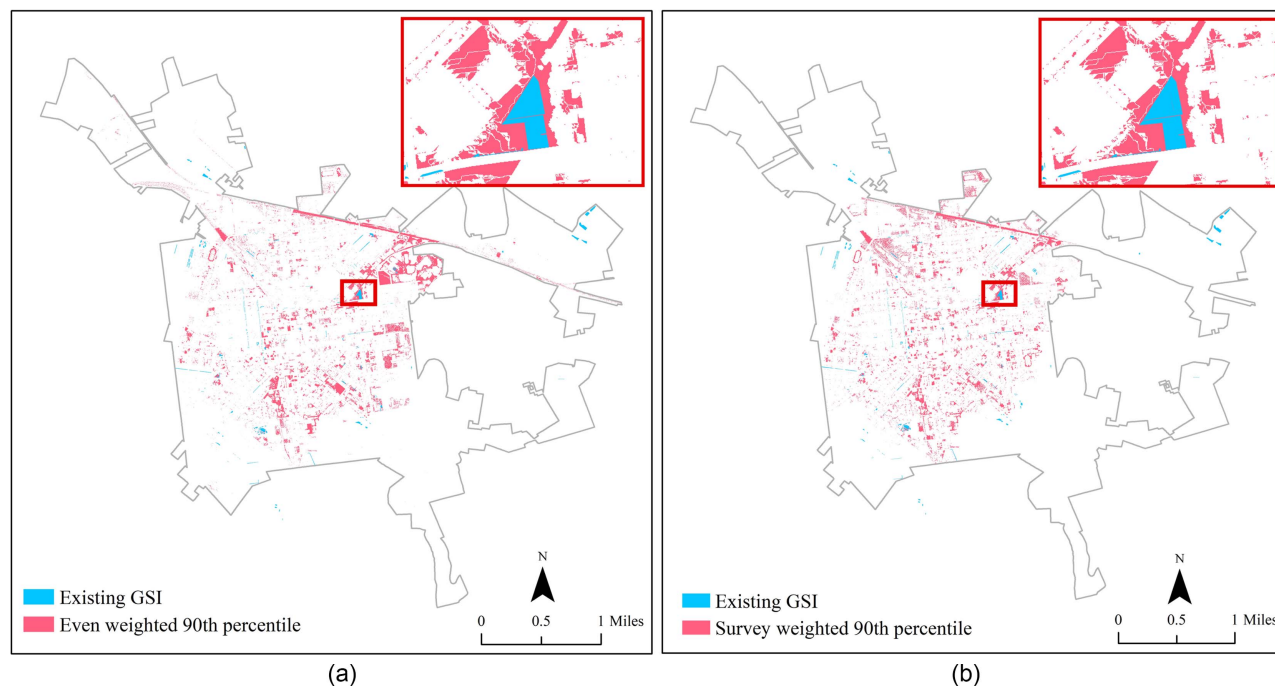 N
Existing GSI
Even weighted 90th percentile
0 0.5 1 Miles
(a)
N
Existing GSI
Survey weighted 90th percentile
0 0.5 1 Miles
(b)